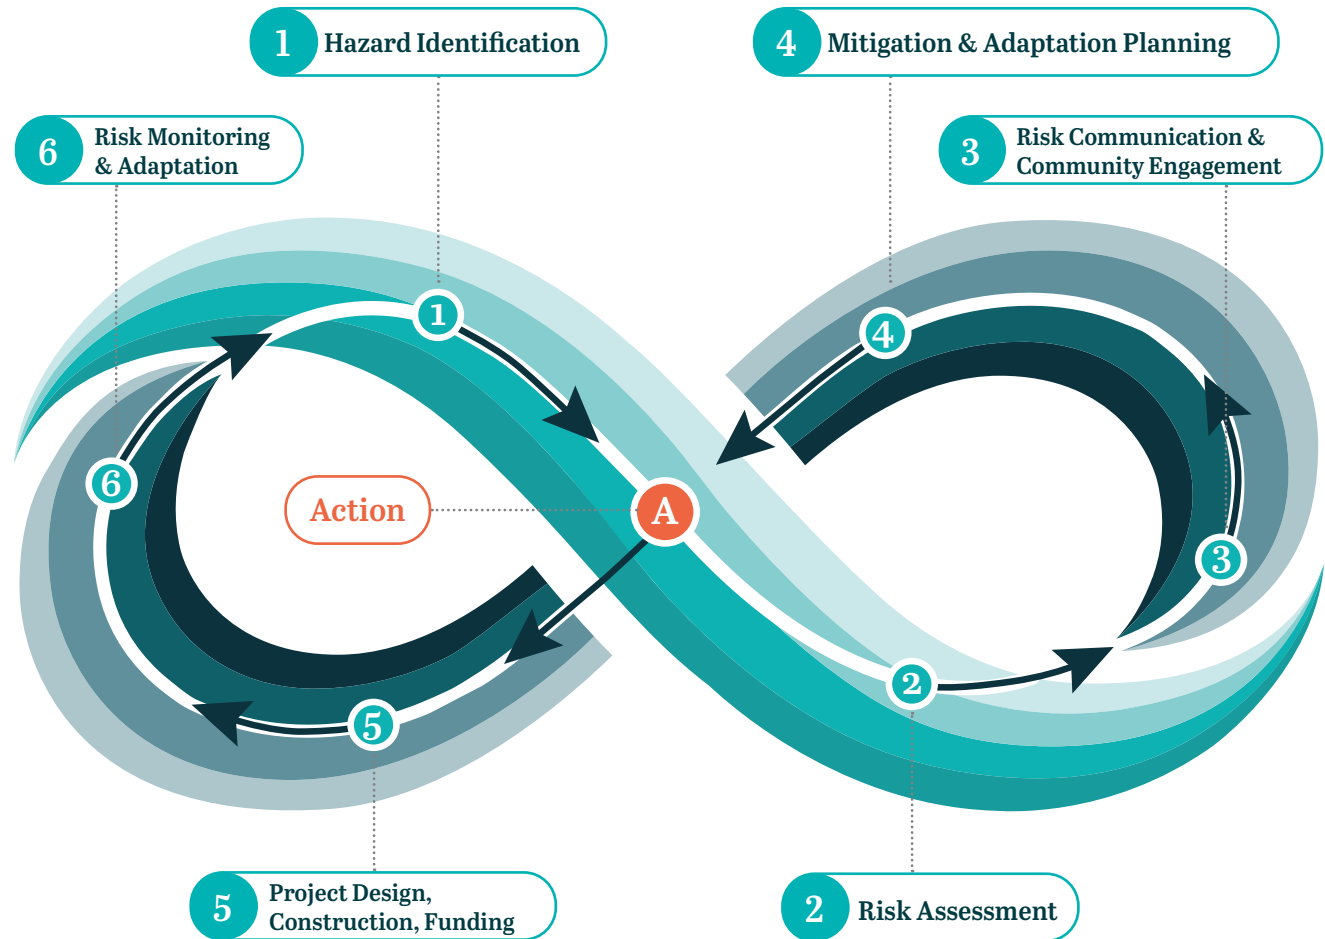 1 Hazard Identification
4 Mitigation & Adaptation Planning
6 Risk Monitoring
& Adaptation
3 Risk Communication &
Community Engagement
1
4
6
Action
A
3
2
5
5 Project Design,
Construction, Funding
2 Risk Assessment